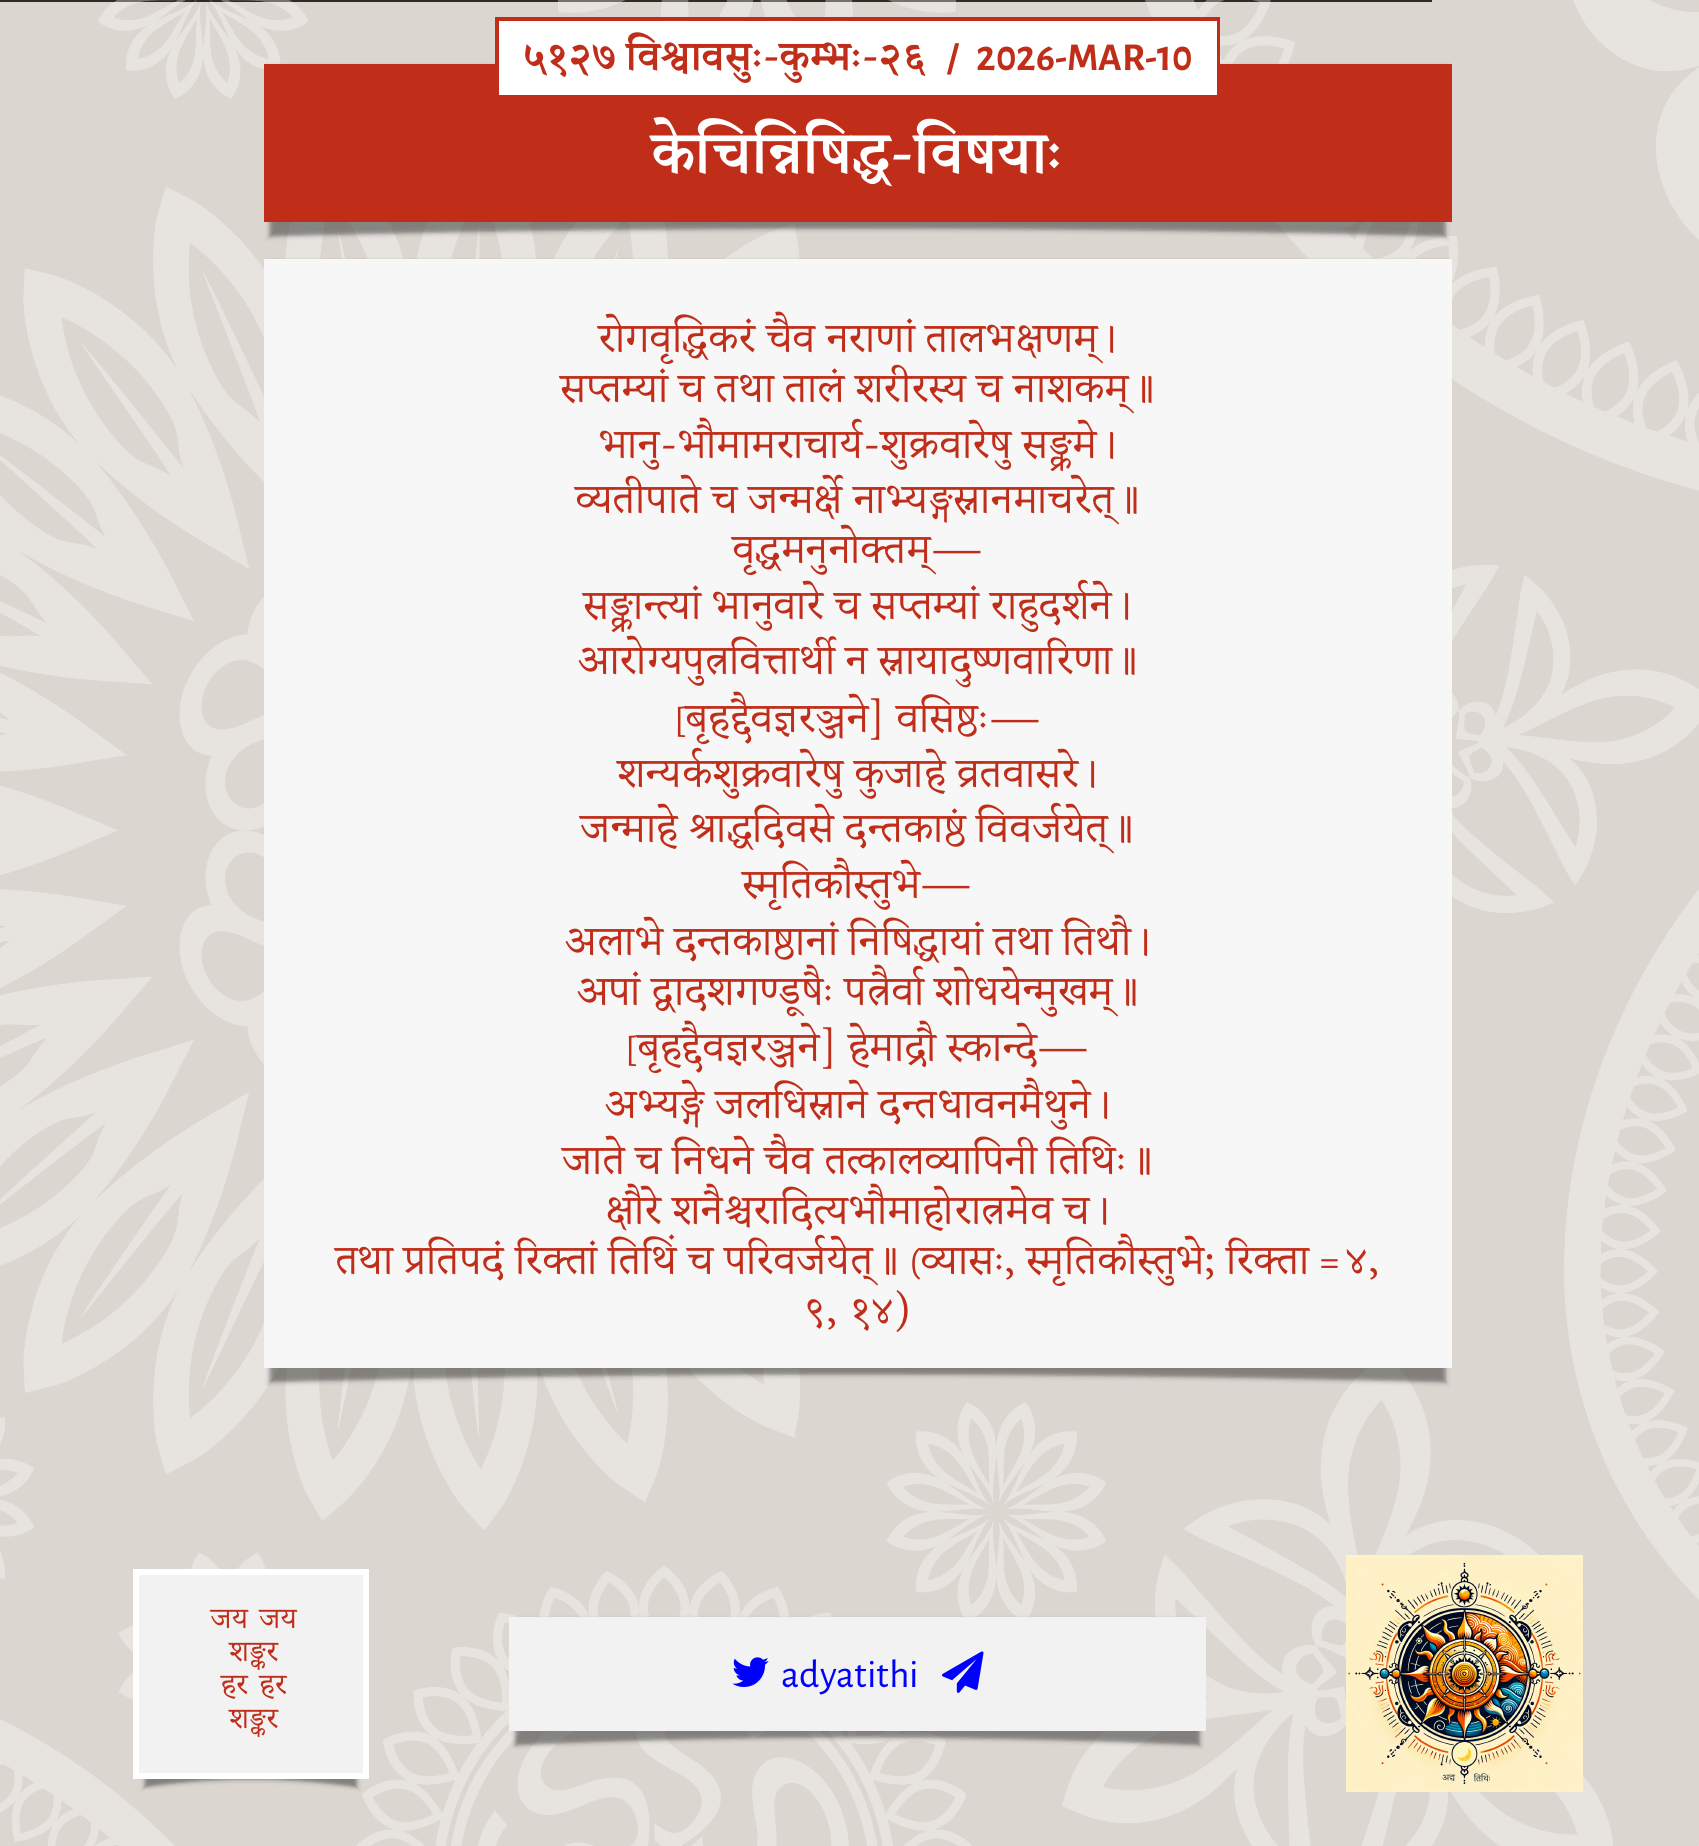 ५१२७ विश्वावसुः-कुम्भः-२६ / 2026-MAR-10
केचिन्निषिद्ध-विषयाः
रोगवृद्धिकरं चैव नराणां तालभक्षणम्।
सप्तम्यां च तथा तालं शरीरस्य च नाशकम्॥
भानु-भौमामराचार्य-शुक्रवारेषु सङ्क्रमे।
व्यतीपाते च जन्मर्क्षे नाभ्यङ्गस्नानमाचरेत्॥
वृद्धमनुनोक्तम्—
सङ्क्रान्त्यां भानुवारे च सप्तम्यां राहुदर्शने।
आरोग्यपुत्रवित्तार्थी न स्नायादुष्णवारिणा॥
[बृहद्दैवज्ञरञ्जने] वसिष्ठः—
शन्यर्कशुक्रवारेषु कुजाहे व्रतवासरे।
जन्माहे श्राद्धदिवसे दन्तकाष्ठं विवर्जयेत्॥
स्मृतिकौस्तुभे—
अलाभे दन्तकाष्ठानां निषिद्धायां तथा तिथौ।
अपां द्वादशगण्डूषैः पत्रैर्वा शोधयेन्मुखम्॥
[बृहद्दैवज्ञरञ्जने] हेमाद्रौ स्कान्दे—
अभ्यङ्गे जलधिस्नाने दन्तधावनमैथुने।
जाते च निधने चैव तत्कालव्यापिनी तिथिः॥
क्षौरे शनैश्चरादित्यभौमाहोरात्रमेव च।
तथा प्रतिपदं रिक्तां तिथिं च परिवर्जयेत्॥ (व्यासः, स्मृतिकौस्तुभे; रिक्ता = ४,
९, १४)
जय जय
शङ्कर
हर हर
शङ्कर
adyatithi
अद्य तिथिः